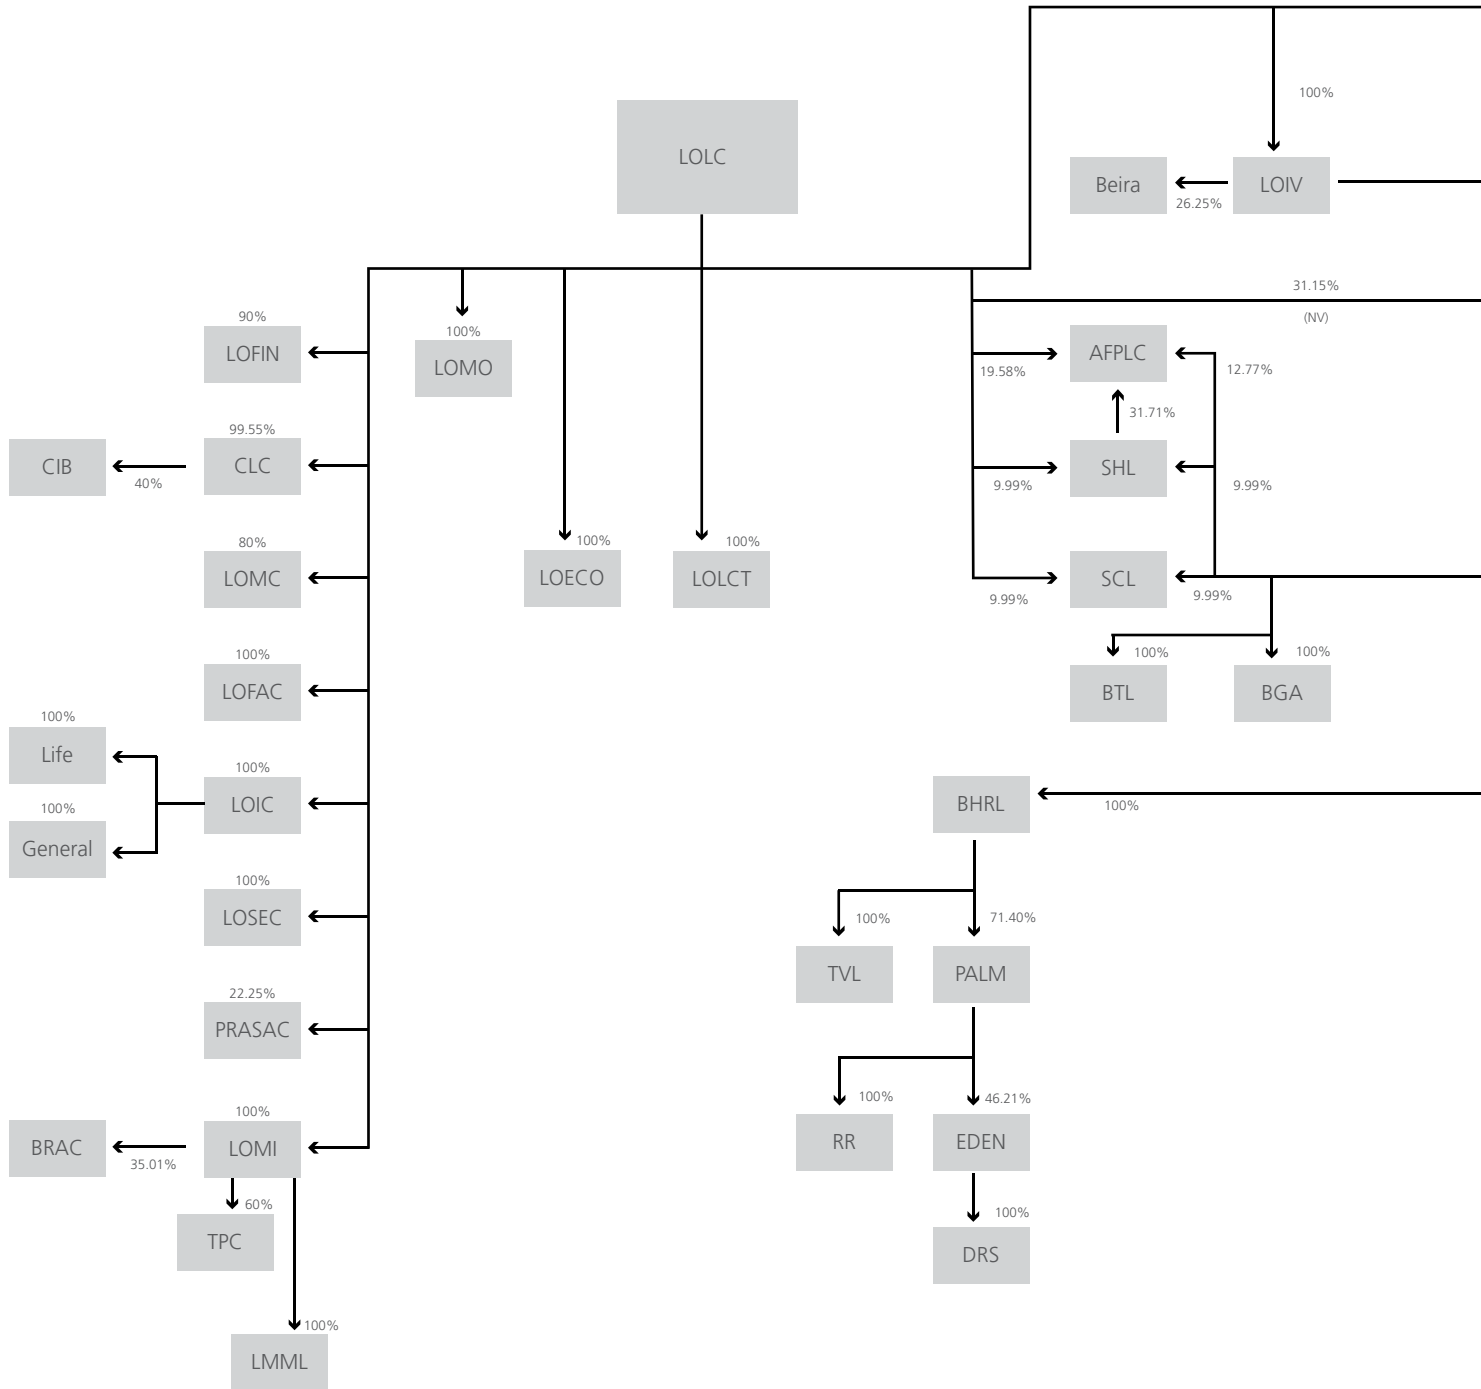 100%
LOLC
Beira
LOIV
26.25%
31.15%
(NV)
90%
LOFIN
100%
LOMO
AFPLC
19.58%
12.77%
31.71%
99.55%
CIB
CLC
40%
SHL
9.99%
9.99%
80%
LOMC
100%
LOECO
100%
LOLCT
SCL
9.99%
9.99%
100%
LOFAC
100%
BTL
100%
BGA
100%
Life
100%
LOIC
100%
General
BHRL
100%
100%
LOSEC
100%
71.40%
TVL
PALM
22.25%
PRASAC
100%
46.21%
RR
EDEN
100%
BRAC
LOMI
35.01%
60%
TPC
100%
DRS
100%
LMML